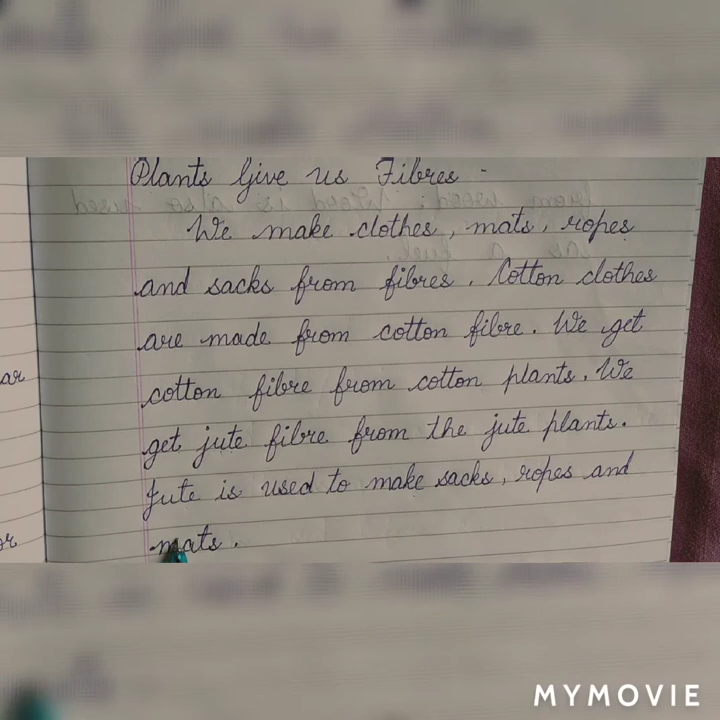 Plants Give us Fibres -
We make clothes, mats, ropes
and sacks from fibres. Cotton clothes
are made from cotton fibre. We get
ar
cotton fibre from cotton plants. We
get jute fibre from the jute plants.
Jute is used to make sacks, ropes and
or
mats.
MYMOVIE